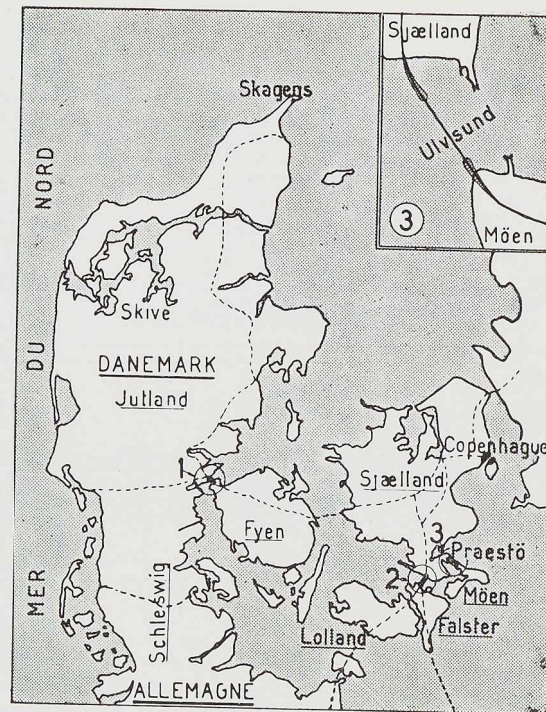 Sjælland
Ulvsund
3
Möen
Skagens
MER DU NORD
Skive
DANEMARK
Jutland
Copenhague
Sjælland
1
Fyen
3
Praestö
2
Möen
Schleswig
Lolland
Falster
ALLEMAGNE